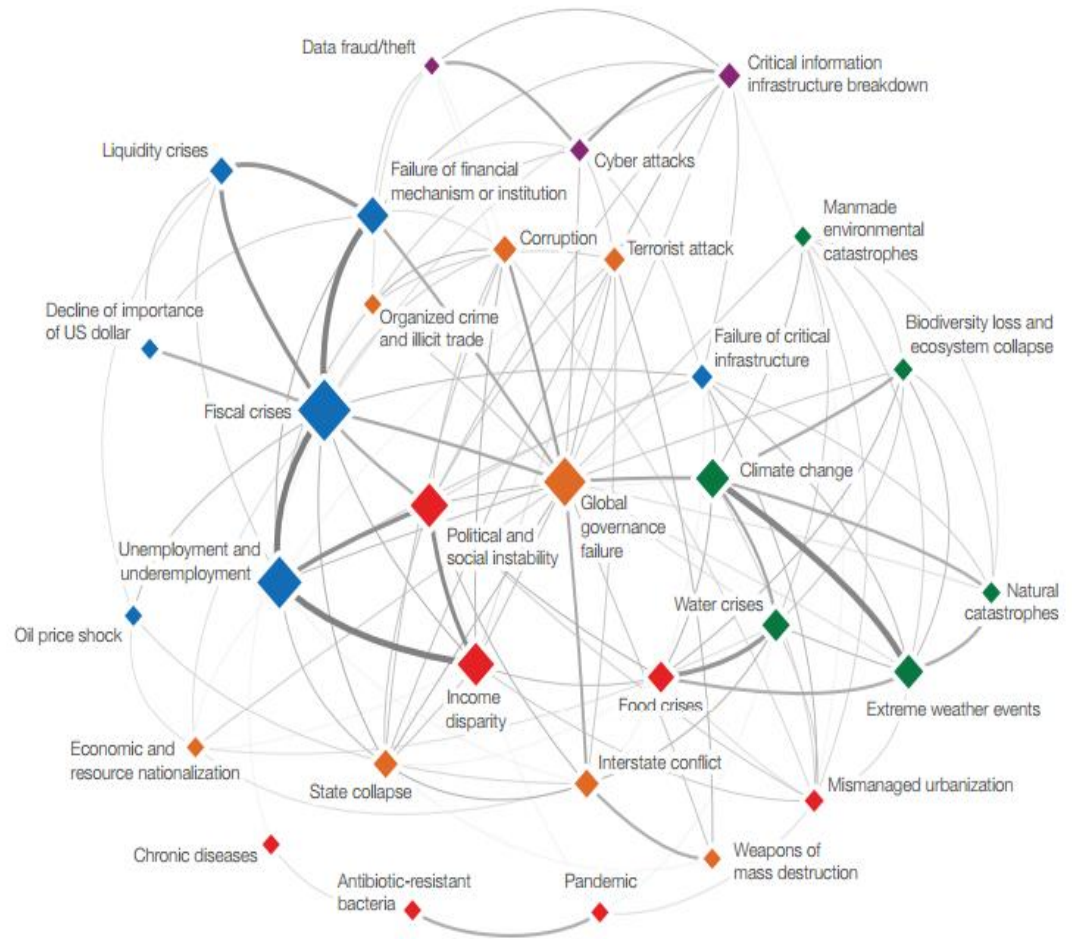 Data fraud/theft
Critical information
infrastructure breakdown
Liquidity crises
Failure of financial
mechanism or institution
Cyber attacks
Manmade
environmental
catastrophes
Corruption
Terrorist attack
Decline of importance
of US dollar
Organized crime
and illicit trade
Failure of critical
infrastructure
Biodiversity loss and
ecosystem collapse
Fiscal crises
Climate change
Global
governance
failure
Political and
social instability
Unemployment and
underemployment
Water crises
Natural
catastrophes
Oil price shock
Income
disparity
Food crises
Extreme weather events
Economic and
resource nationalization
State collapse
Interstate conflict
Mismanaged urbanization
Chronic diseases
Weapons of
mass destruction
Antibiotic-resistant
bacteria
Pandemic